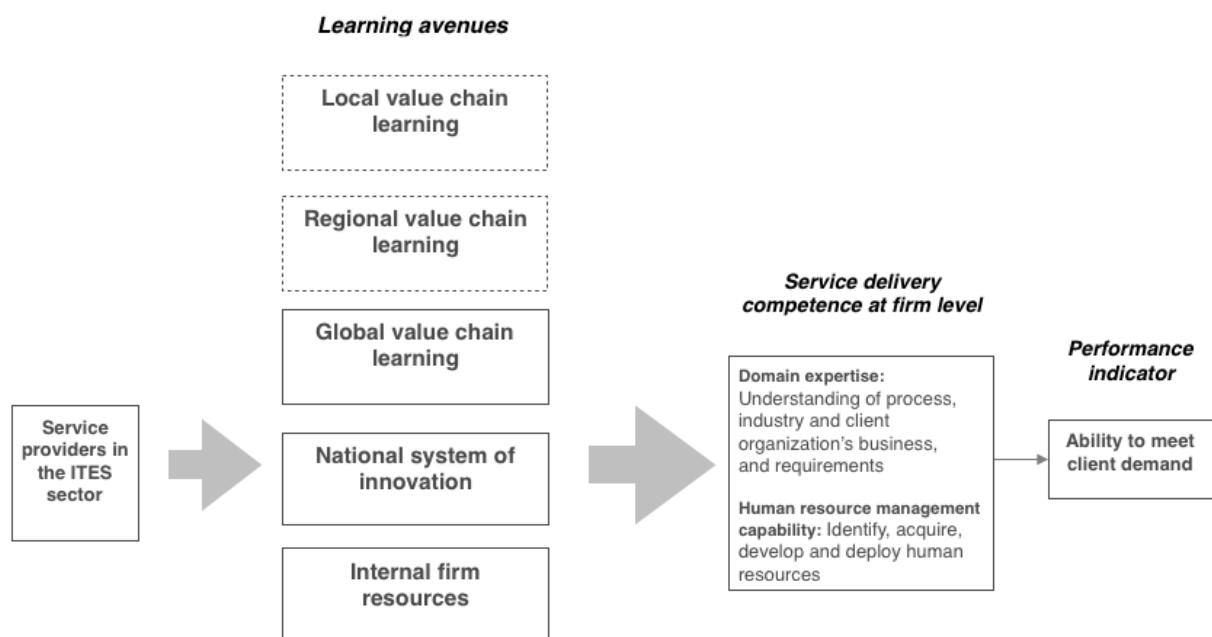 Learning avenues
Local value chain
learning
Regional value chain
learning
Global value chain
learning
National system of
innovation
Internal firm
resources
Service
providers in
the ITES
sector
Service delivery
competence at firm level
Domain expertise:
Understanding of process,
industry and client
organization's business,
and requirements
Human resource management
capability: Identify, acquire,
develop and deploy human
resources
Performance
indicator
Ability to meet
client demand